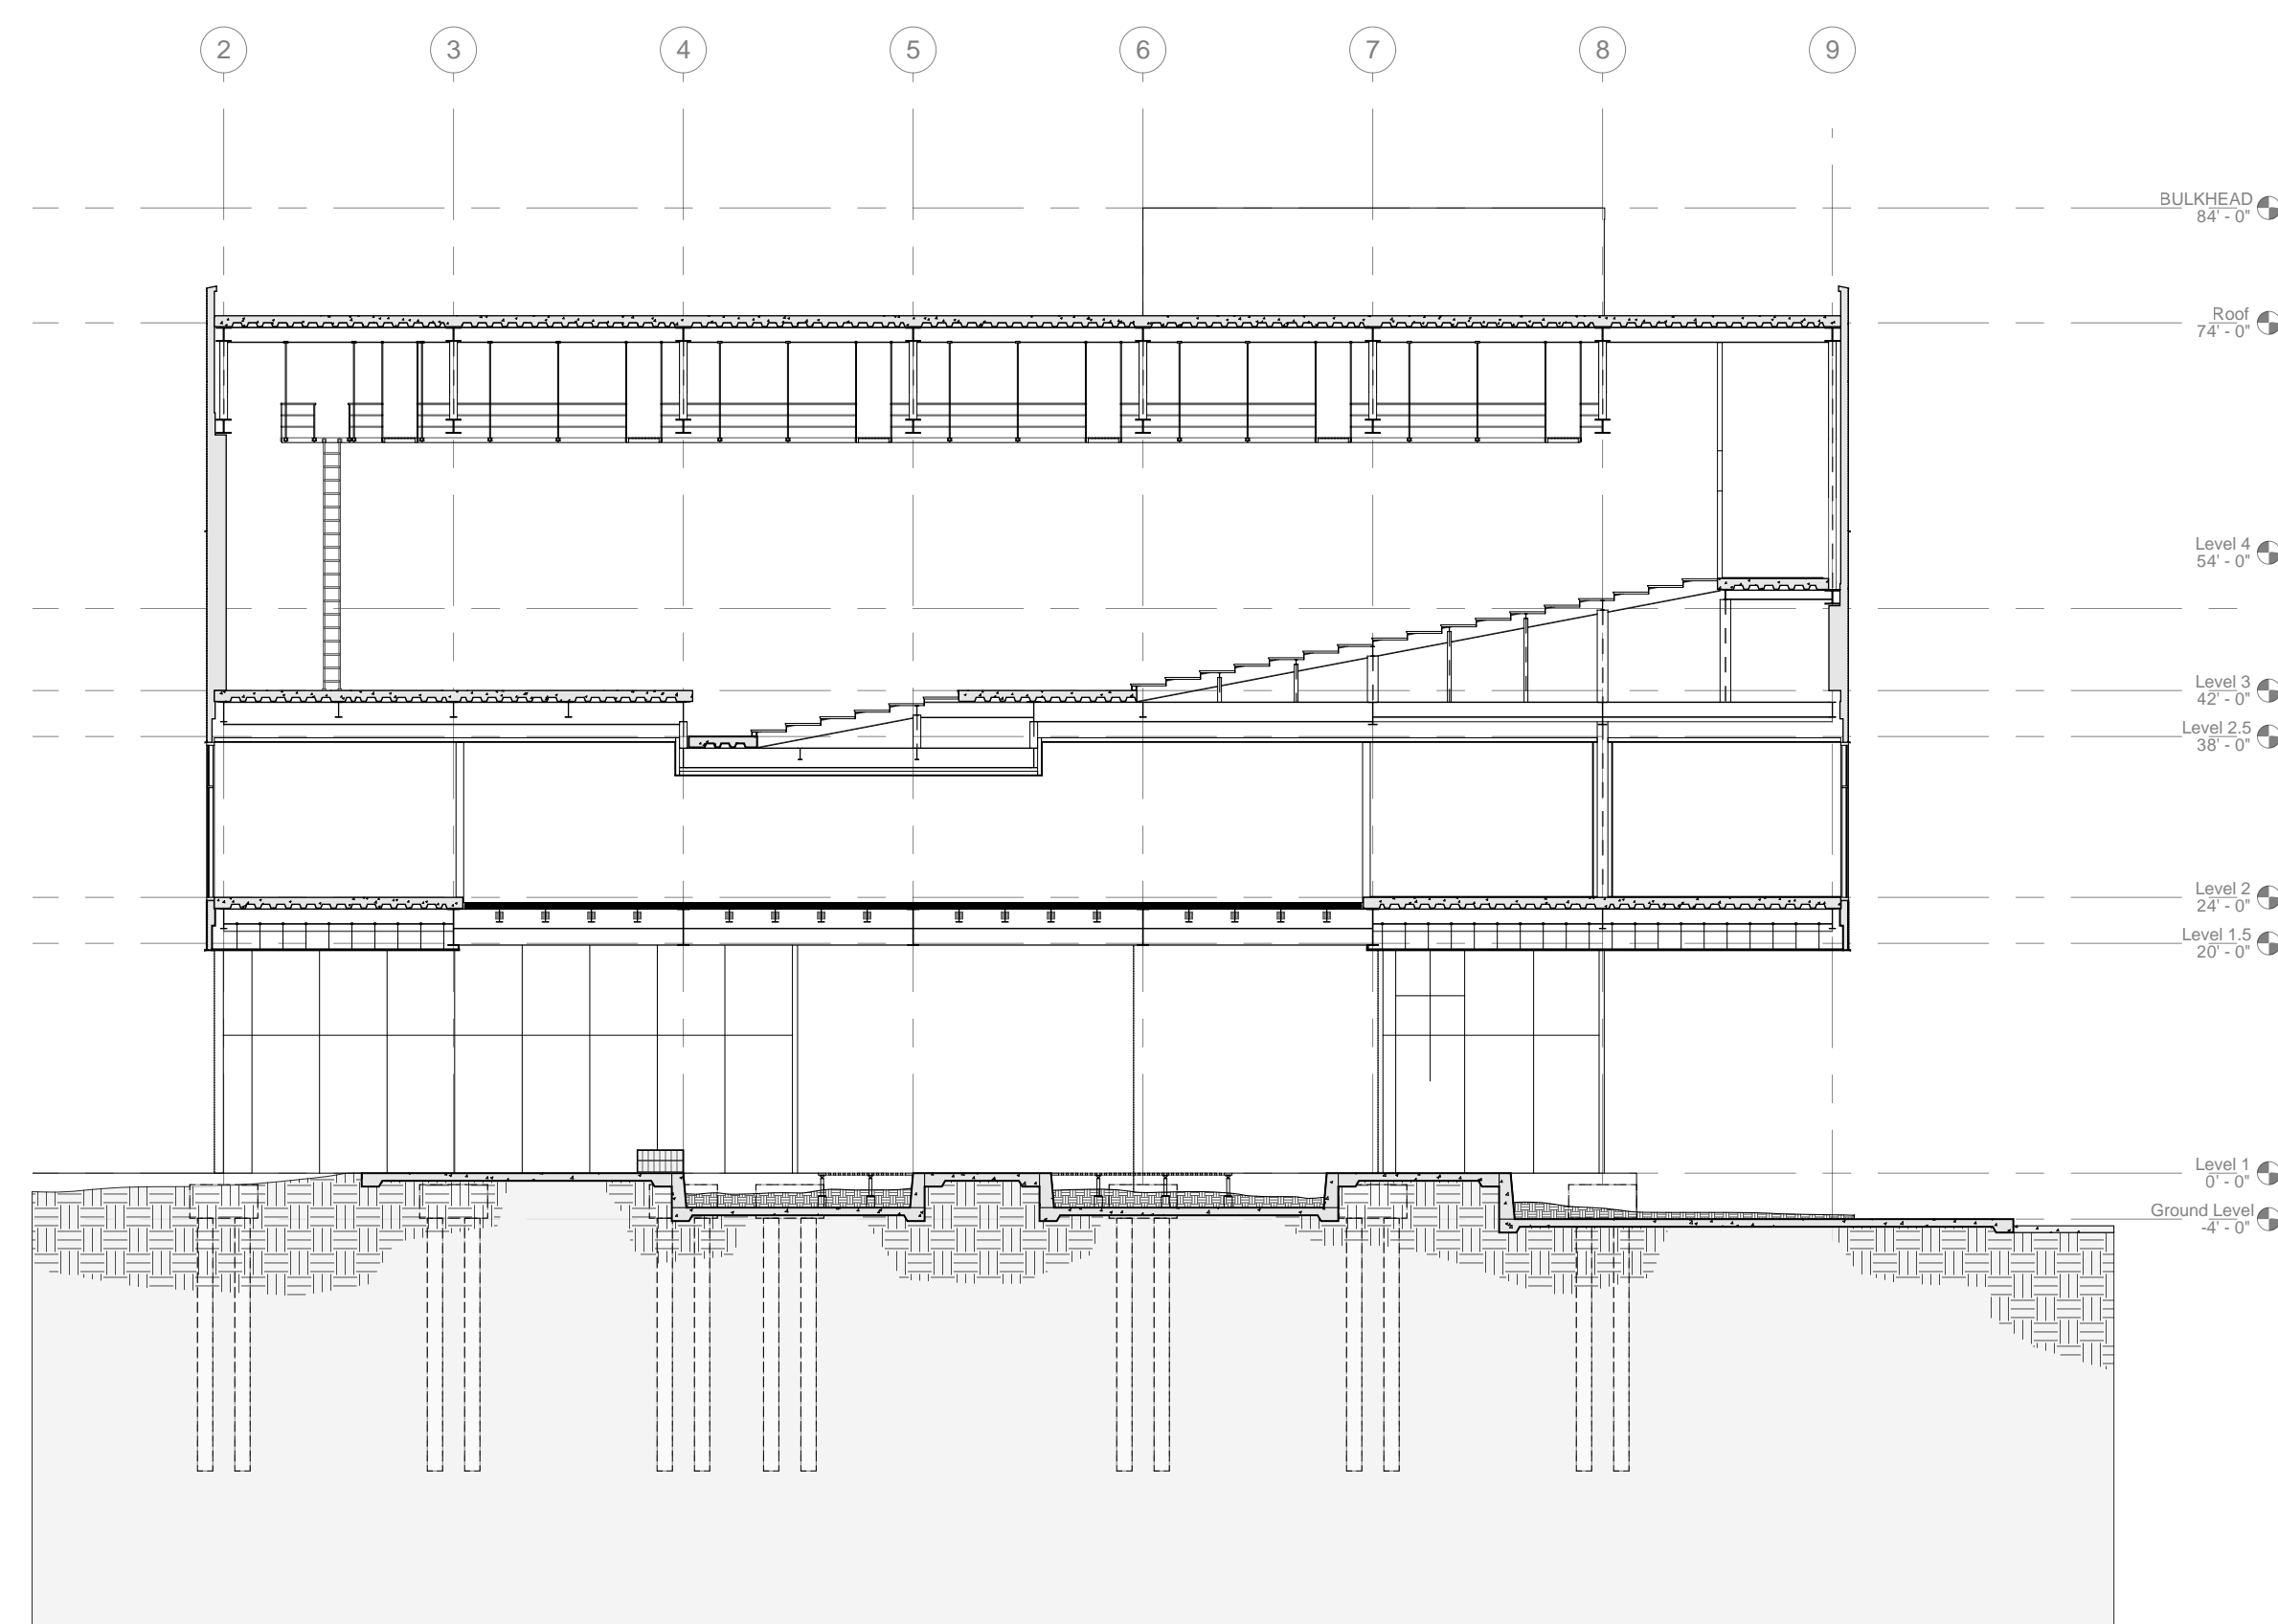 2 3 4 5 6 7 8 9
BULKHEAD
84' - 0"
Roof
74' - 0"
Level 4
54' - 0"
Level 3
42' - 0"
Level 2.5
38' - 0"
Level 2
24' - 0"
Level 1.5
20' - 0"
Level 1
0' - 0"
Ground Level
-4' - 0"